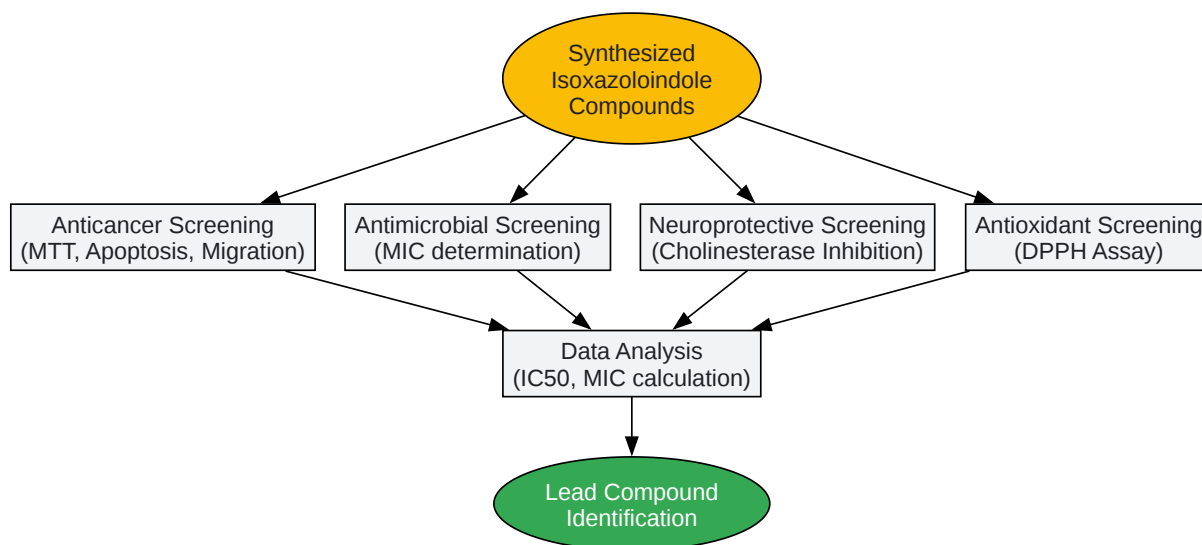 Synthesized
Isoxazoloindole
Compounds
Anticancer Screening
(MTT, Apoptosis, Migration)
Antimicrobial Screening
(MIC determination)
Neuroprotective Screening
(Cholinesterase Inhibition)
Antioxidant Screening
(DPPH Assay)
Data Analysis
(IC50, MIC calculation)
Lead Compound
Identification